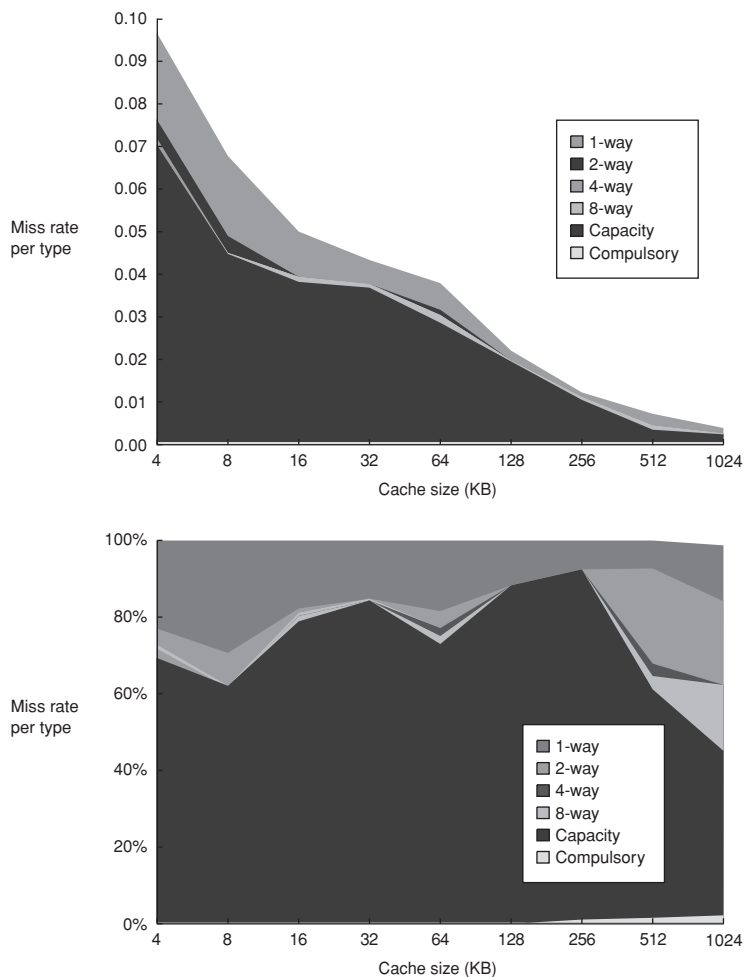 0.10
0.09
0.08
0.07
0.06
0.05
0.04
0.03
0.02
0.01
0.00
Miss rate
per type
1-way
2-way
4-way
8-way
Capacity
Compulsory
4 8 16 32 64 128 256 512 1024
Cache size (KB)
100%
80%
60%
40%
20%
0%
Miss rate
per type
1-way
2-way
4-way
8-way
Capacity
Compulsory
4 8 16 32 64 128 256 512 1024
Cache size (KB)